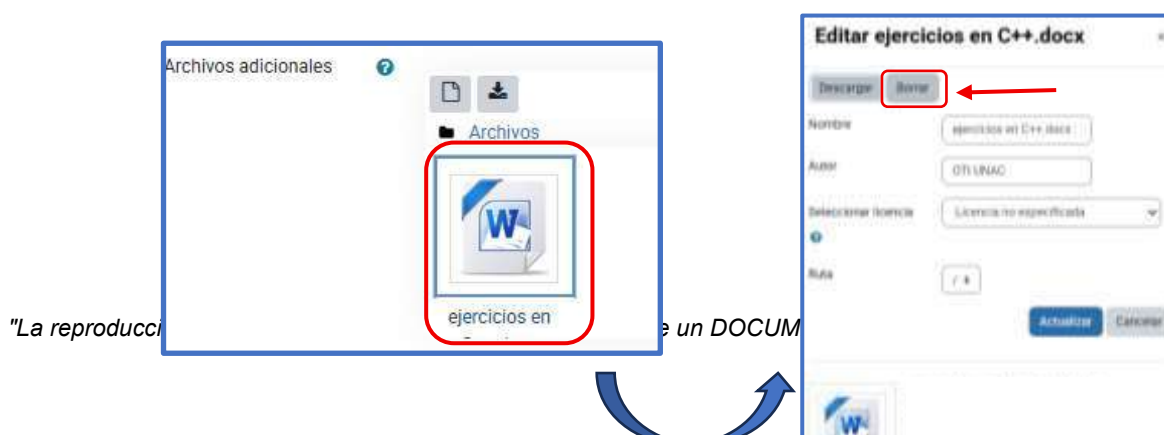 Archivos adicionales
Archivos
ejercicios en
"La reproducci
e un DOCUM
Editar ejercicios en C++.docx
Descargar Borrar
Nombre ejercicios en C++.docx
Autor OTI UNAC
Seleccionar licencia Licencia no especificada
Ruta /
Actualizar Cancelar